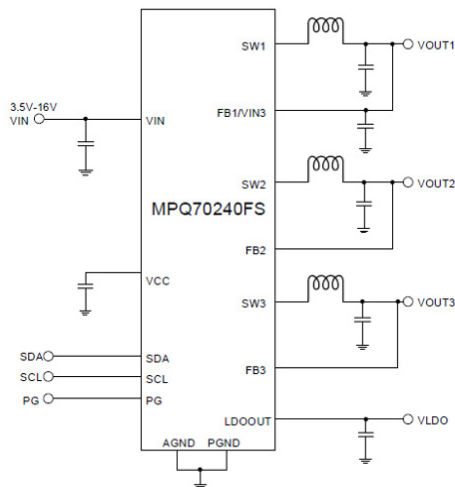 SW1
VOUT1
3.5V-16V
VIN
VIN
FB1/VIN3
SW2
VOUT2
MPQ70240FS
FB2
VCC
SW3
VOUT3
SDA
SDA
SCL
SCL
FB3
PG
PG
LDOOUT
VLDO
AGND
PGND